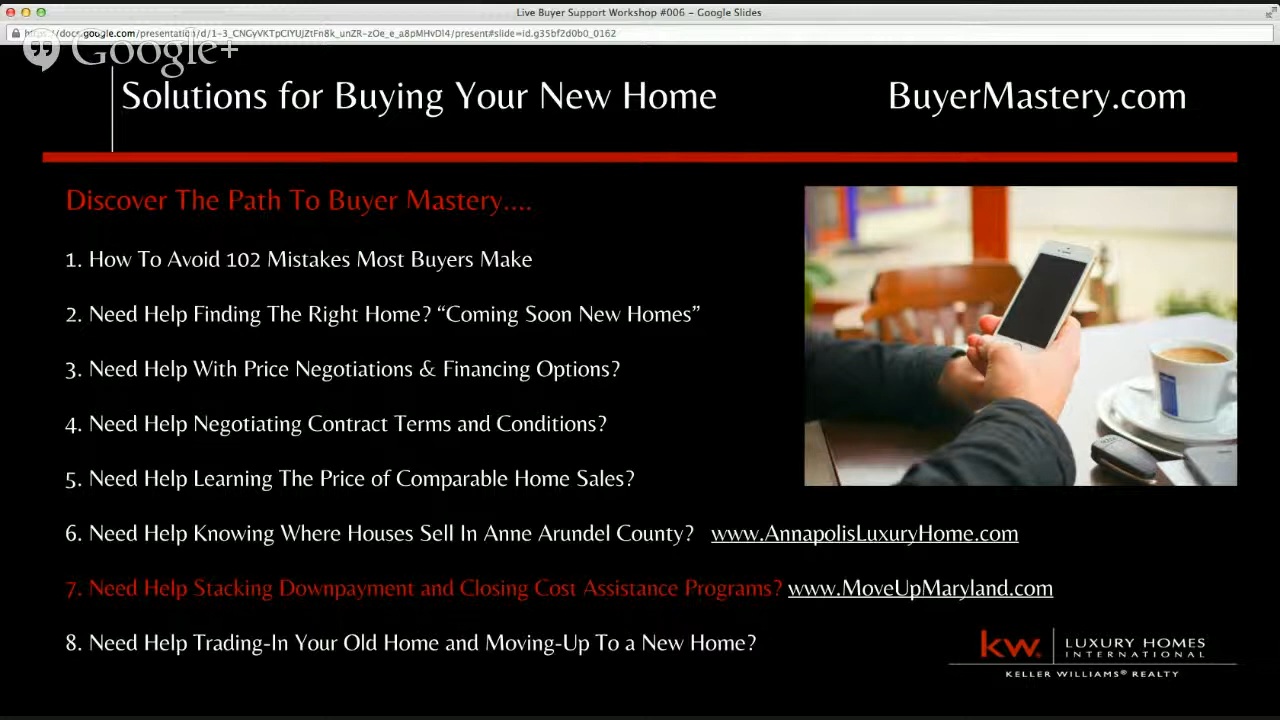 Live Buyer Support Workshop #006 – Google Slides
Google+
Solutions for Buying Your New Home
BuyerMastery.com
Discover The Path To Buyer Mastery....
1. How To Avoid 102 Mistakes Most Buyers Make
2. Need Help Finding The Right Home? “Coming Soon New Homes”
3. Need Help With Price Negotiations & Financing Options?
4. Need Help Negotiating Contract Terms and Conditions?
5. Need Help Learning The Price of Comparable Home Sales?
6. Need Help Knowing Where Houses Sell In Anne Arundel County? www.AnnapolisLuxuryHome.com
7. Need Help Stacking Downpayment and Closing Cost Assistance Programs? www.MoveUpMaryland.com
8. Need Help Trading-In Your Old Home and Moving-Up To a New Home?
kw. LUXURY HOMES
INTERNATIONAL
KELLER WILLIAMS® REALTY